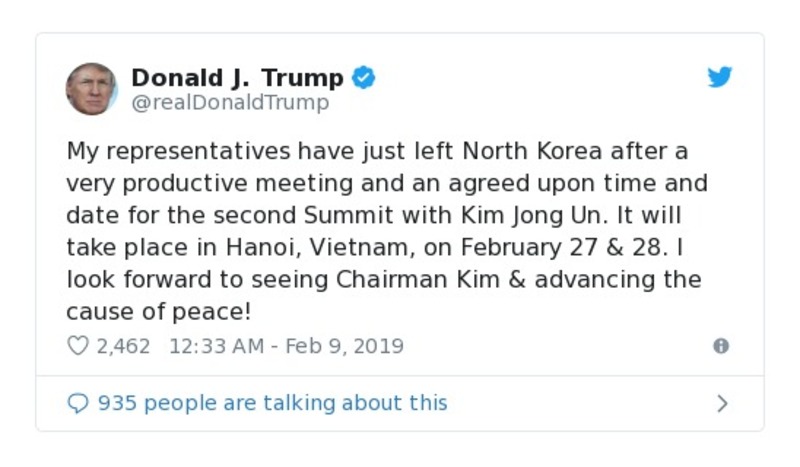 Donald J. Trump
@realDonaldTrump
My representatives have just left North Korea after a
very productive meeting and an agreed upon time and
date for the second Summit with Kim Jong Un. It will
take place in Hanoi, Vietnam, on February 27 & 28. I
look forward to seeing Chairman Kim & advancing the
cause of peace!
2,462 12:33 AM - Feb 9, 2019
935 people are talking about this